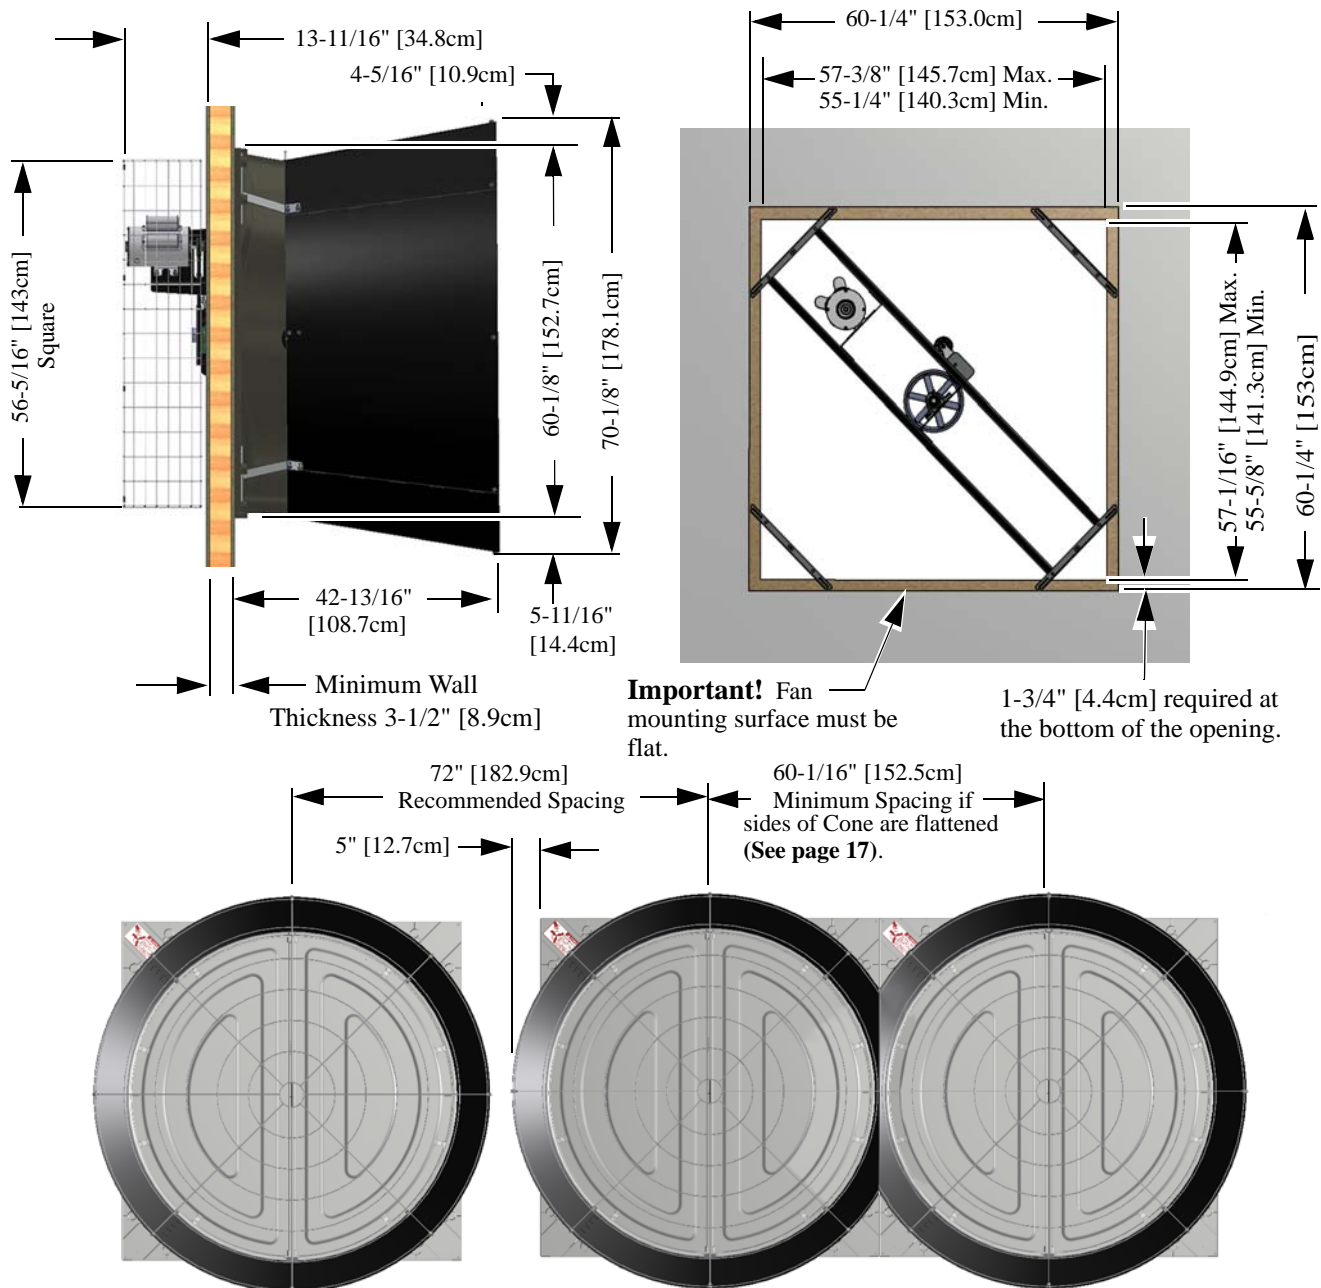 13-11/16" [34.8cm]
4-5/16" [10.9cm]
56-5/16" [143cm]
Square
60-1/8" [152.7cm]
70-1/8" [178.1cm]
42-13/16"
[108.7cm]
5-11/16"
[14.4cm]
Minimum Wall
Thickness 3-1/2" [8.9cm]
60-1/4" [153.0cm]
57-3/8" [145.7cm] Max.
55-1/4" [140.3cm] Min.
57-1/16" [144.9cm] Max.
55-5/8" [141.3cm] Min.
60-1/4" [153cm]
Important! Fan
mounting surface must be
flat.
1-3/4" [4.4cm] required at
the bottom of the opening.
72" [182.9cm]
Recommended Spacing
5" [12.7cm]
60-1/16" [152.5cm]
Minimum Spacing if
sides of Cone are flattened
(See page 17).